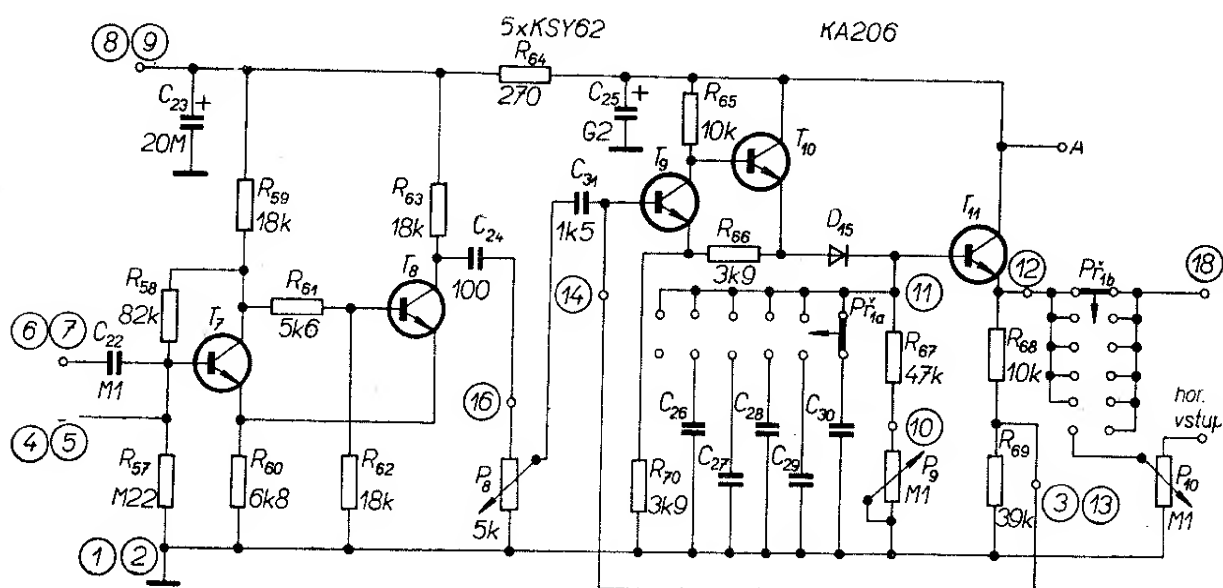 5xKSY62
KA206
8 9
R64
270
C23 +
20M
C25 +
G2
R65
10k
T10
A
R59
18k
R63
18k
C24
100
C31
1k5
T9
R66
3k9
D15
T11
12
Př1b
18
R58
82k
R61
5k6
T8
14
11
Př1a
6 7
C22
M1
T7
R67
47k
R68
10k
16
C26
C28
C30
10
hor.
vstup
4 5
R57
M22
R60
6k8
R62
18k
P8
5k
R70
3k9
C27
C29
P9
M1
R69
39k
3 13
P10
M1
1 2